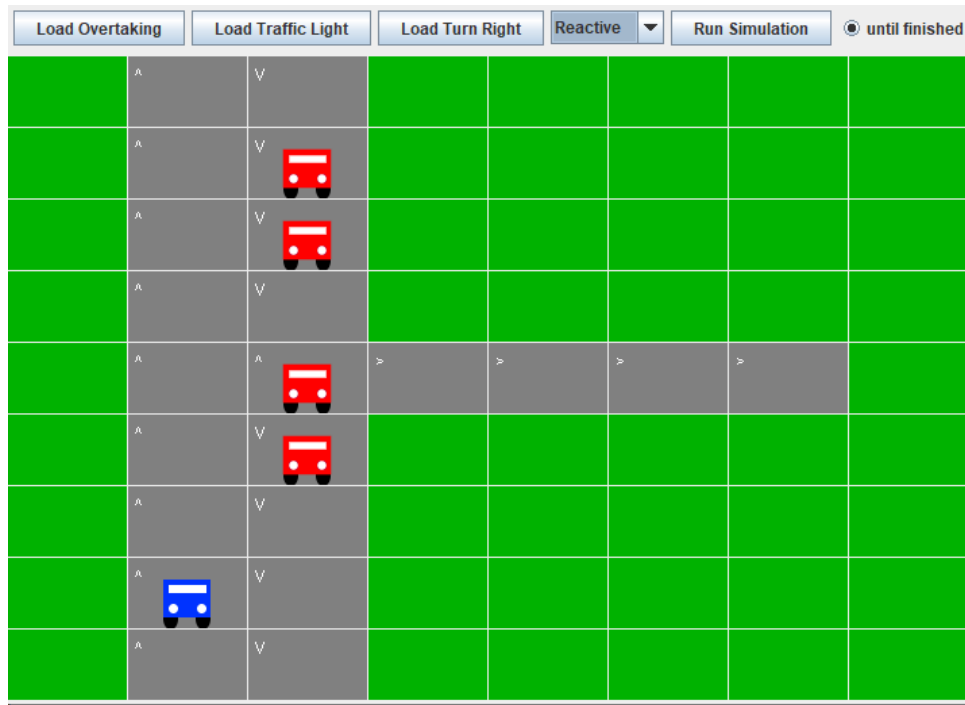 Load Overtaking Load Traffic Light Load Turn Right Reactive Run Simulation until finished
^ V
^ V
^ V
^ V
^ ^ > > > >
^ V
^ V
^ V
^ V